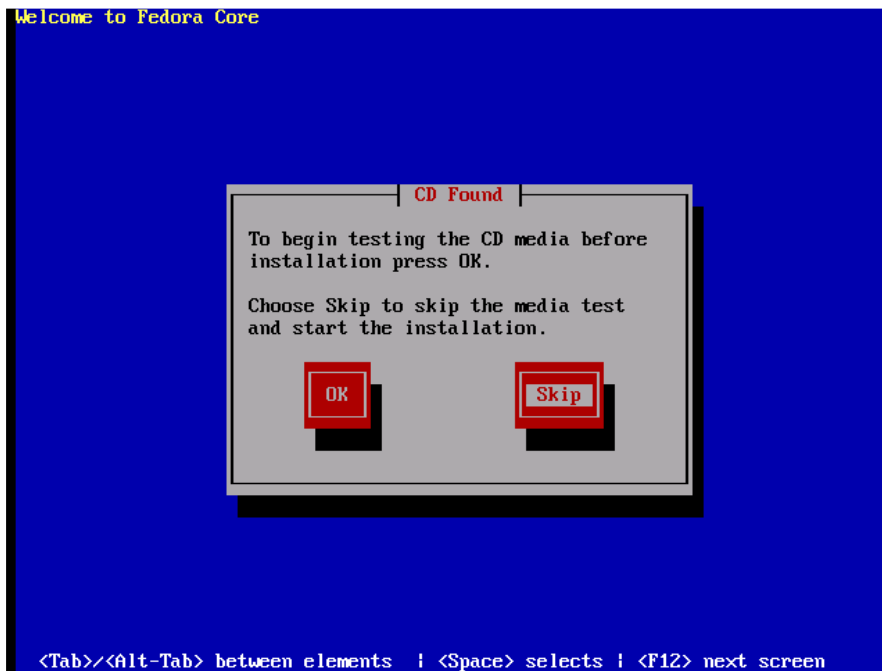 Welcome to Fedora Core
CD Found
To begin testing the CD media before
installation press OK.
Choose Skip to skip the media test
and start the installation.
OK Skip
<Tab>/<Alt-Tab> between elements | <Space> selects | <F12> next screen